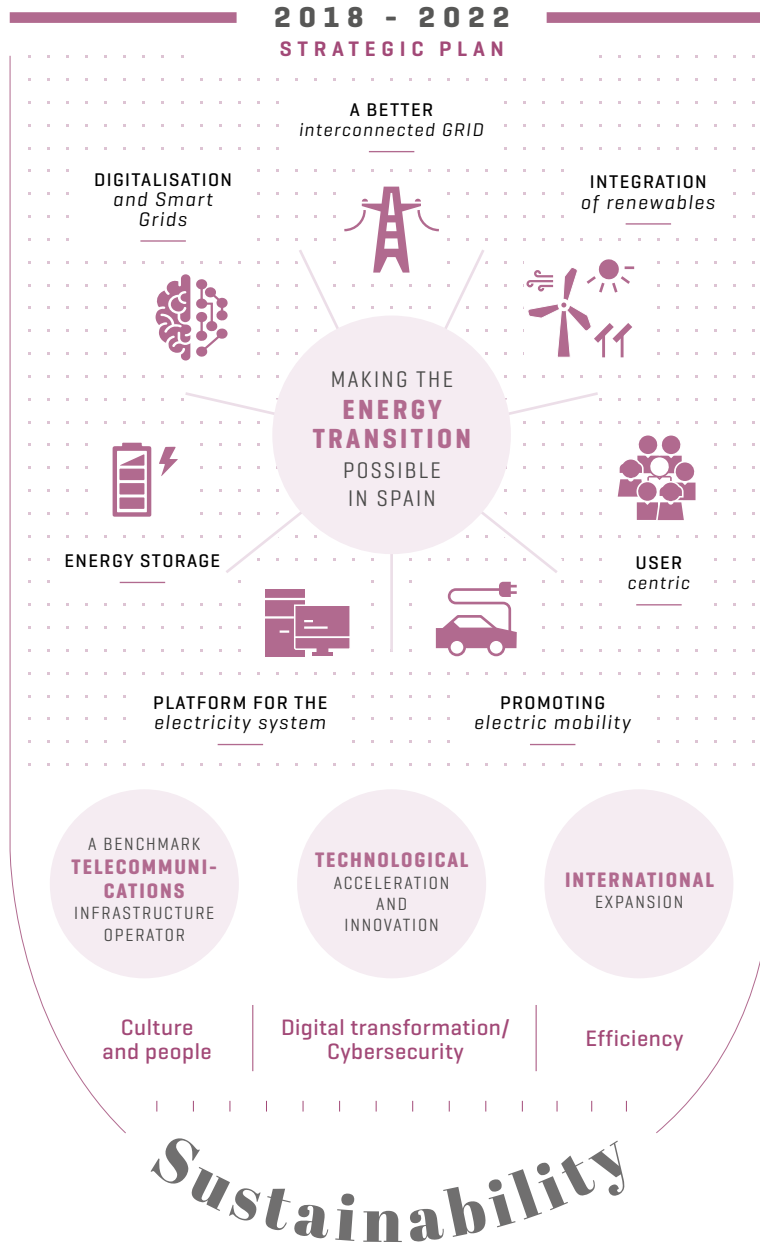 2018 - 2022
STRATEGIC PLAN
A BETTER
interconnected GRID
DIGITALISATION
and Smart
Grids
INTEGRATION
of renewables
MAKING THE
ENERGY
TRANSITION
POSSIBLE
IN SPAIN
ENERGY STORAGE
USER
centric
PLATFORM FOR THE
electricity system
PROMOTING
electric mobility
A BENCHMARK
TELECOMMUNI-
CATIONS
INFRASTRUCTURE
OPERATOR
TECHNOLOGICAL
ACCELERATION
AND
INNOVATION
INTERNATIONAL
EXPANSION
Culture
and people
Digital transformation/
Cybersecurity
Efficiency
Sustainability